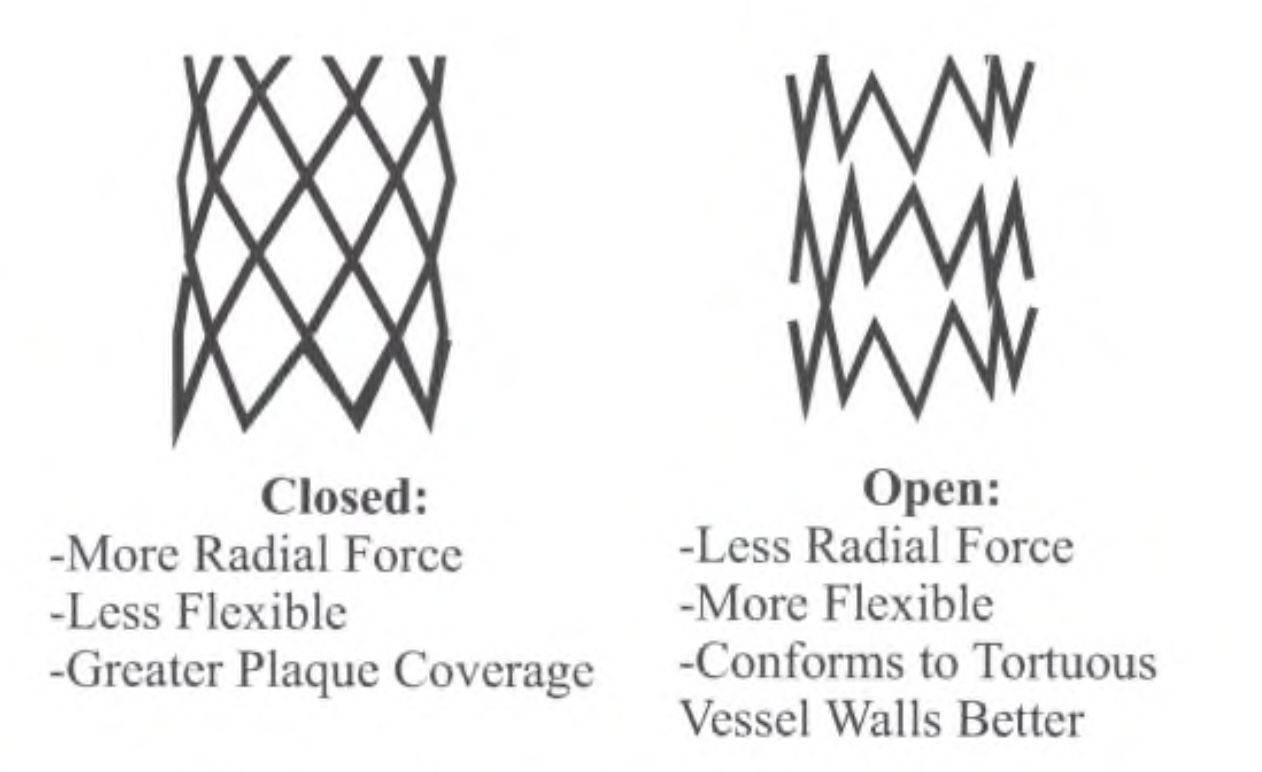 Closed:
-More Radial Force
-Less Flexible
-Greater Plaque Coverage
Open:
-Less Radial Force
-More Flexible
-Conforms to Tortuous
Vessel Walls Better